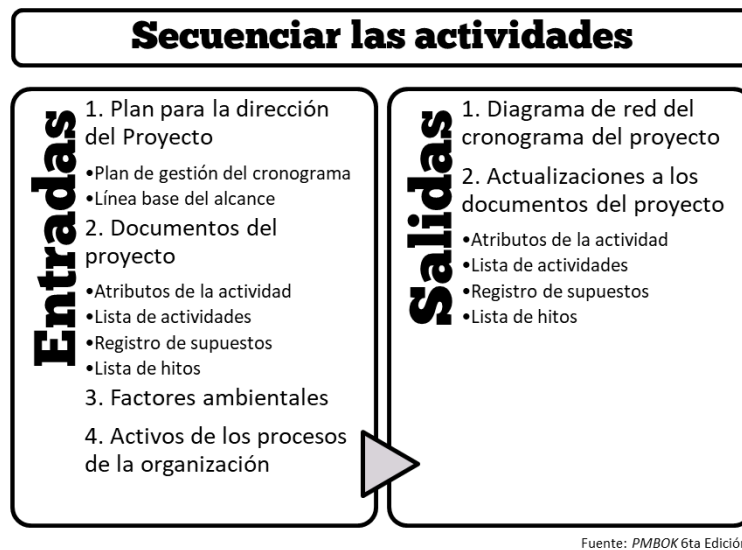 Secuenciar las actividades
Entradas
1. Plan para la dirección
del Proyecto
•Plan de gestión del cronograma
•Línea base del alcance
2. Documentos del
proyecto
•Atributos de la actividad
•Lista de actividades
•Registro de supuestos
•Lista de hitos
3. Factores ambientales
4. Activos de los procesos
de la organización
Salidas
1. Diagrama de red del
cronograma del proyecto
2. Actualizaciones a los
documentos del proyecto
•Atributos de la actividad
•Lista de actividades
•Registro de supuestos
•Lista de hitos
Fuente: PMBOK 6ta Edición